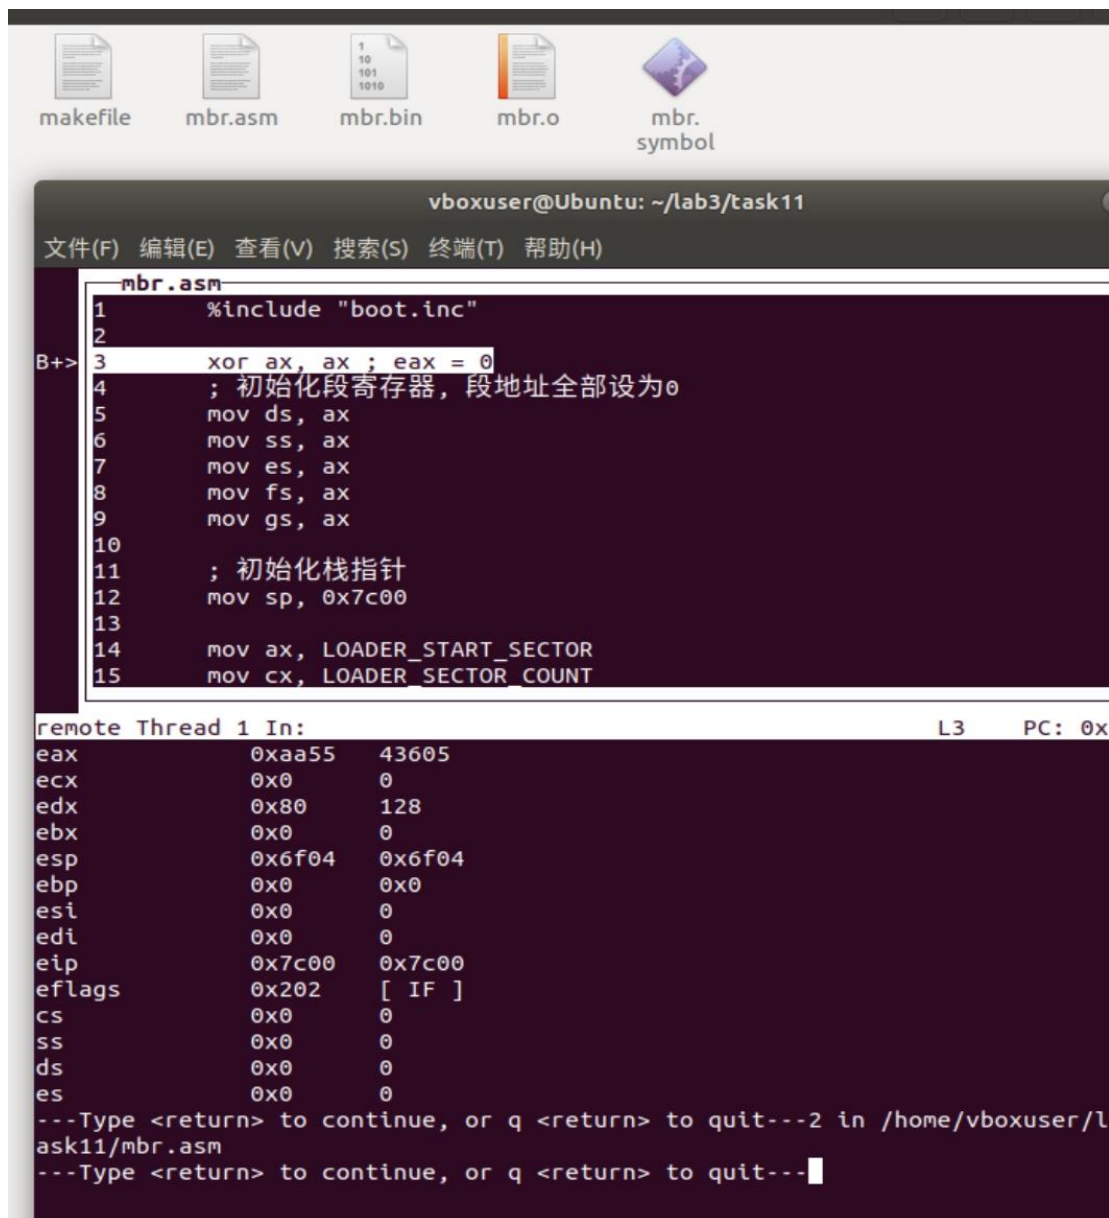 1
10
101
1010
makefile mbr.asm mbr.bin mbr.o mbr.
symbol
vboxuser@Ubuntu: ~/lab3/task11
文件(F) 编辑(E) 查看(V) 搜索(S) 终端(T) 帮助(H)
mbr.asm
1 %include "boot.inc"
2
B+> 3 xor ax, ax ; eax = 0
4 ; 初始化段寄存器, 段地址全部设为0
5 mov ds, ax
6 mov ss, ax
7 mov es, ax
8 mov fs, ax
9 mov gs, ax
10
11 ; 初始化栈指针
12 mov sp, 0x7c00
13
14 mov ax, LOADER_START_SECTOR
15 mov cx, LOADER_SECTOR_COUNT
remote Thread 1 In: L3 PC: 0x
eax 0xaa55 43605
ecx 0x0 0
edx 0x80 128
ebx 0x0 0
esp 0x6f04 0x6f04
ebp 0x0 0x0
esi 0x0 0
edi 0x0 0
eip 0x7c00 0x7c00
eflags 0x202 [ IF ]
cs 0x0 0
ss 0x0 0
ds 0x0 0
es 0x0 0
---Type <return> to continue, or q <return> to quit---2 in /home/vboxuser/l
ask11/mbr.asm
---Type <return> to continue, or q <return> to quit---